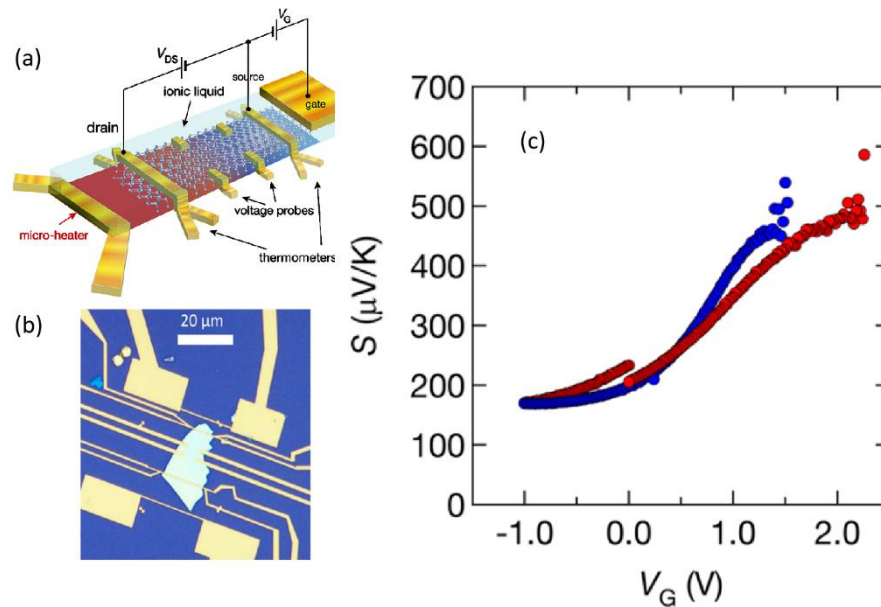 (a)
V_G
V_DS
source
ionic liquid
gate
drain
voltage probes
micro-heater
thermometers
(b)
20 μm
(c)
S (μV/K)
700
600
500
400
300
200
100
0
-1.0
0.0
1.0
2.0
V_G (V)